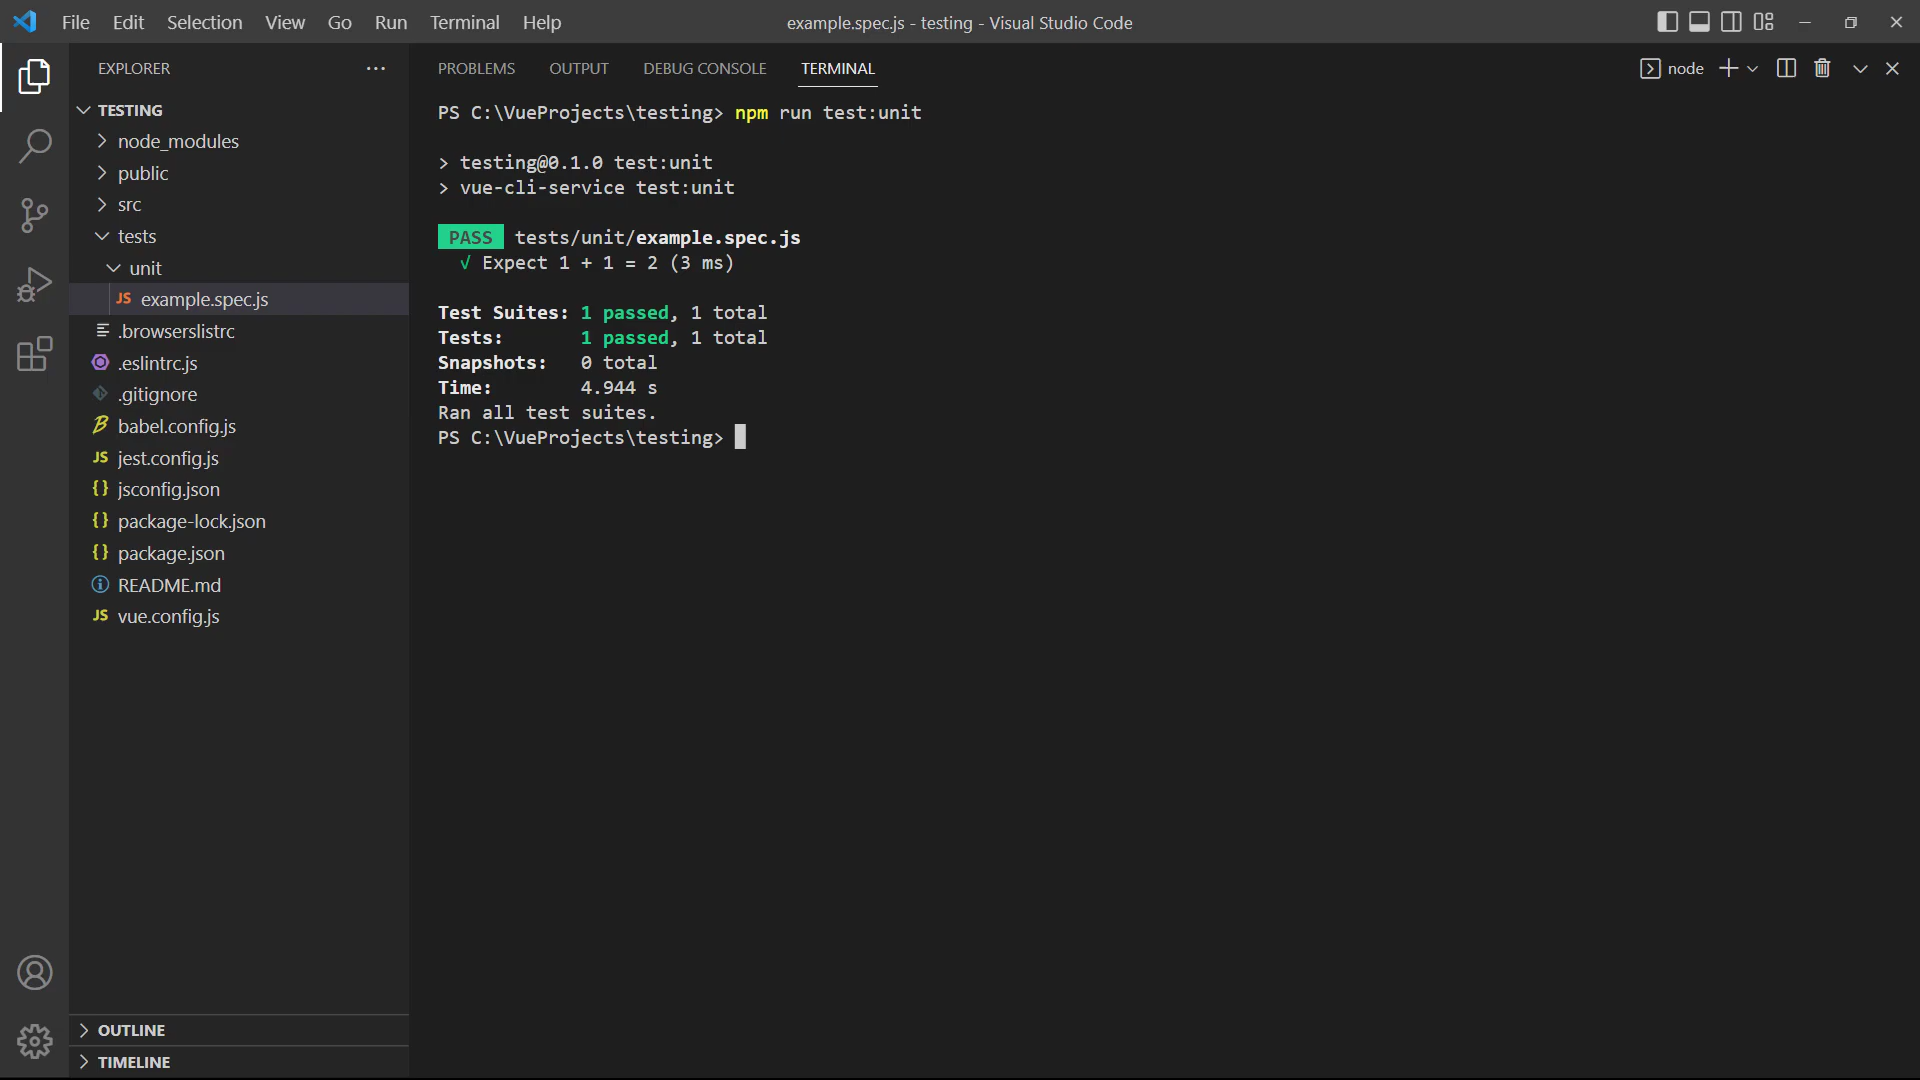 File Edit Selection View Go Run Terminal Help
example.spec.js - testing - Visual Studio Code
EXPLORER
TESTING
node_modules
public
src
tests
unit
JS example.spec.js
.browserslistrc
.eslintrc.js
.gitignore
babel.config.js
JS jest.config.js
{} jsconfig.json
{} package-lock.json
{} package.json
README.md
JS vue.config.js
OUTLINE
TIMELINE
PROBLEMS OUTPUT DEBUG CONSOLE TERMINAL
node
PS C:\VueProjects\testing> npm run test:unit
> testing@0.1.0 test:unit
> vue-cli-service test:unit
PASS tests/unit/example.spec.js
√ Expect 1 + 1 = 2 (3 ms)
Test Suites: 1 passed, 1 total
Tests: 1 passed, 1 total
Snapshots: 0 total
Time: 4.944 s
Ran all test suites.
PS C:\VueProjects\testing>